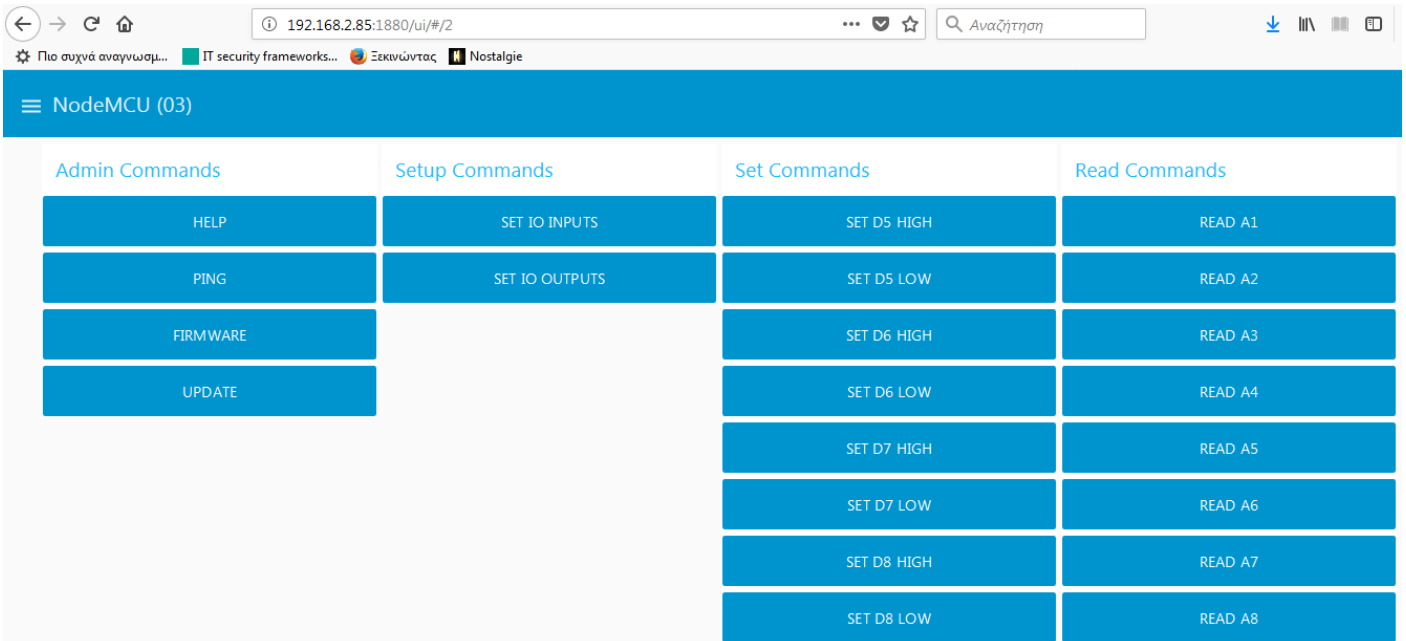 192.168.2.85:1880/ui/#/2
Αναζήτηση
Πιο συχνά αναγνωσμ... IT security frameworks... Ξεκινώντας N Nostalgie
NodeMCU (03)
Admin Commands Setup Commands Set Commands Read Commands
HELP SET IO INPUTS SET D5 HIGH READ A1
PING SET IO OUTPUTS SET D5 LOW READ A2
FIRMWARE SET D6 HIGH READ A3
UPDATE SET D6 LOW READ A4
SET D7 HIGH READ A5
SET D7 LOW READ A6
SET D8 HIGH READ A7
SET D8 LOW READ A8